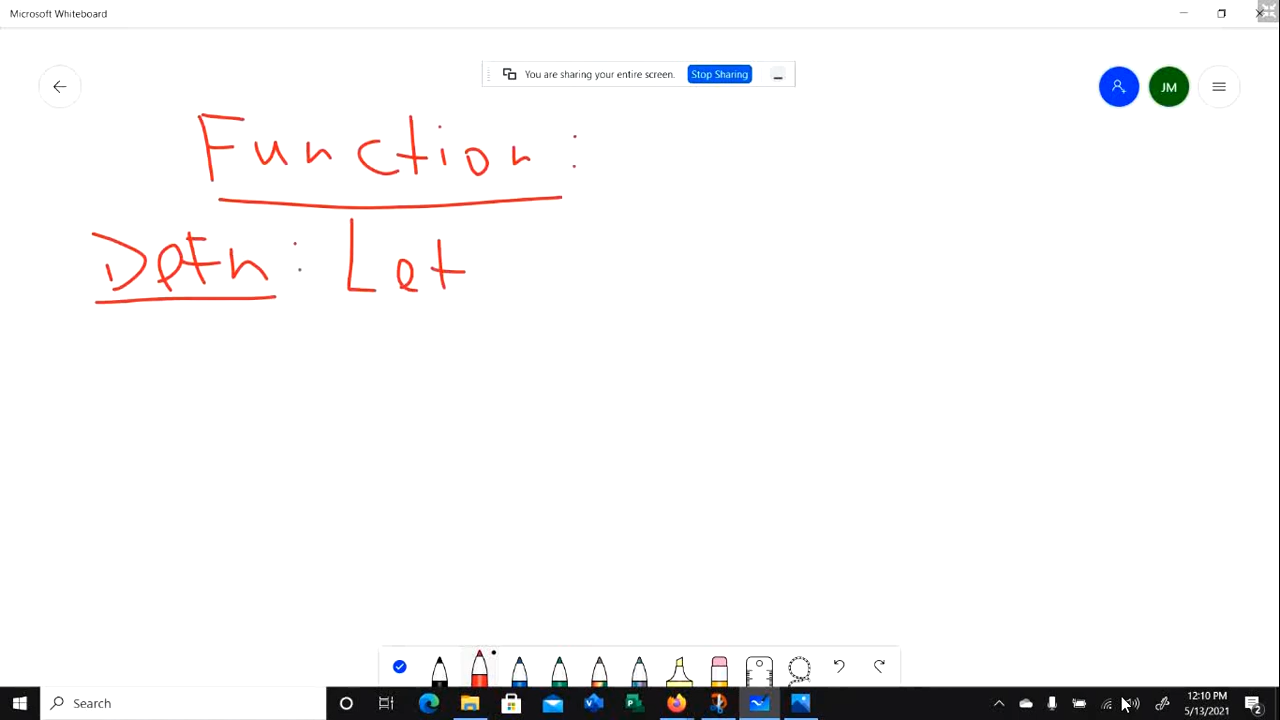 Microsoft Whiteboard
You are sharing your entire screen. Stop Sharing
JM
Function:
Defn: Let
Search
12:10 PM
5/13/2021
2